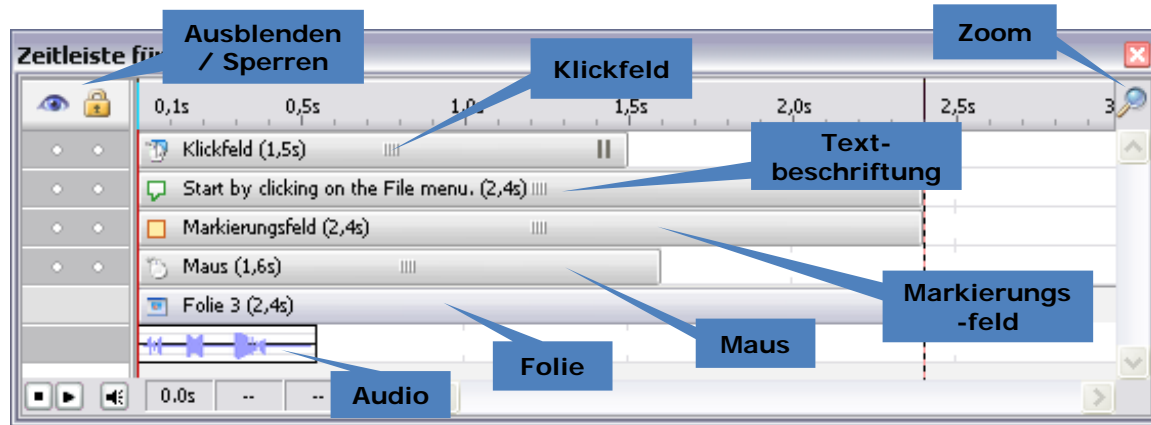 Ausblenden
/ Sperren
Zoom
Klickfeld
Zeitleiste für
0,1s 0,5s 1,0s 1,5s 2,0s 2,5s 3
Klickfeld (1,5s)
Text-
beschriftung
Start by clicking on the File menu. (2,4s)
Markierungsfeld (2,4s)
Maus (1,6s)
Markierungs
-feld
Folie 3 (2,4s)
Maus
Folie
Audio
0.0s -- --